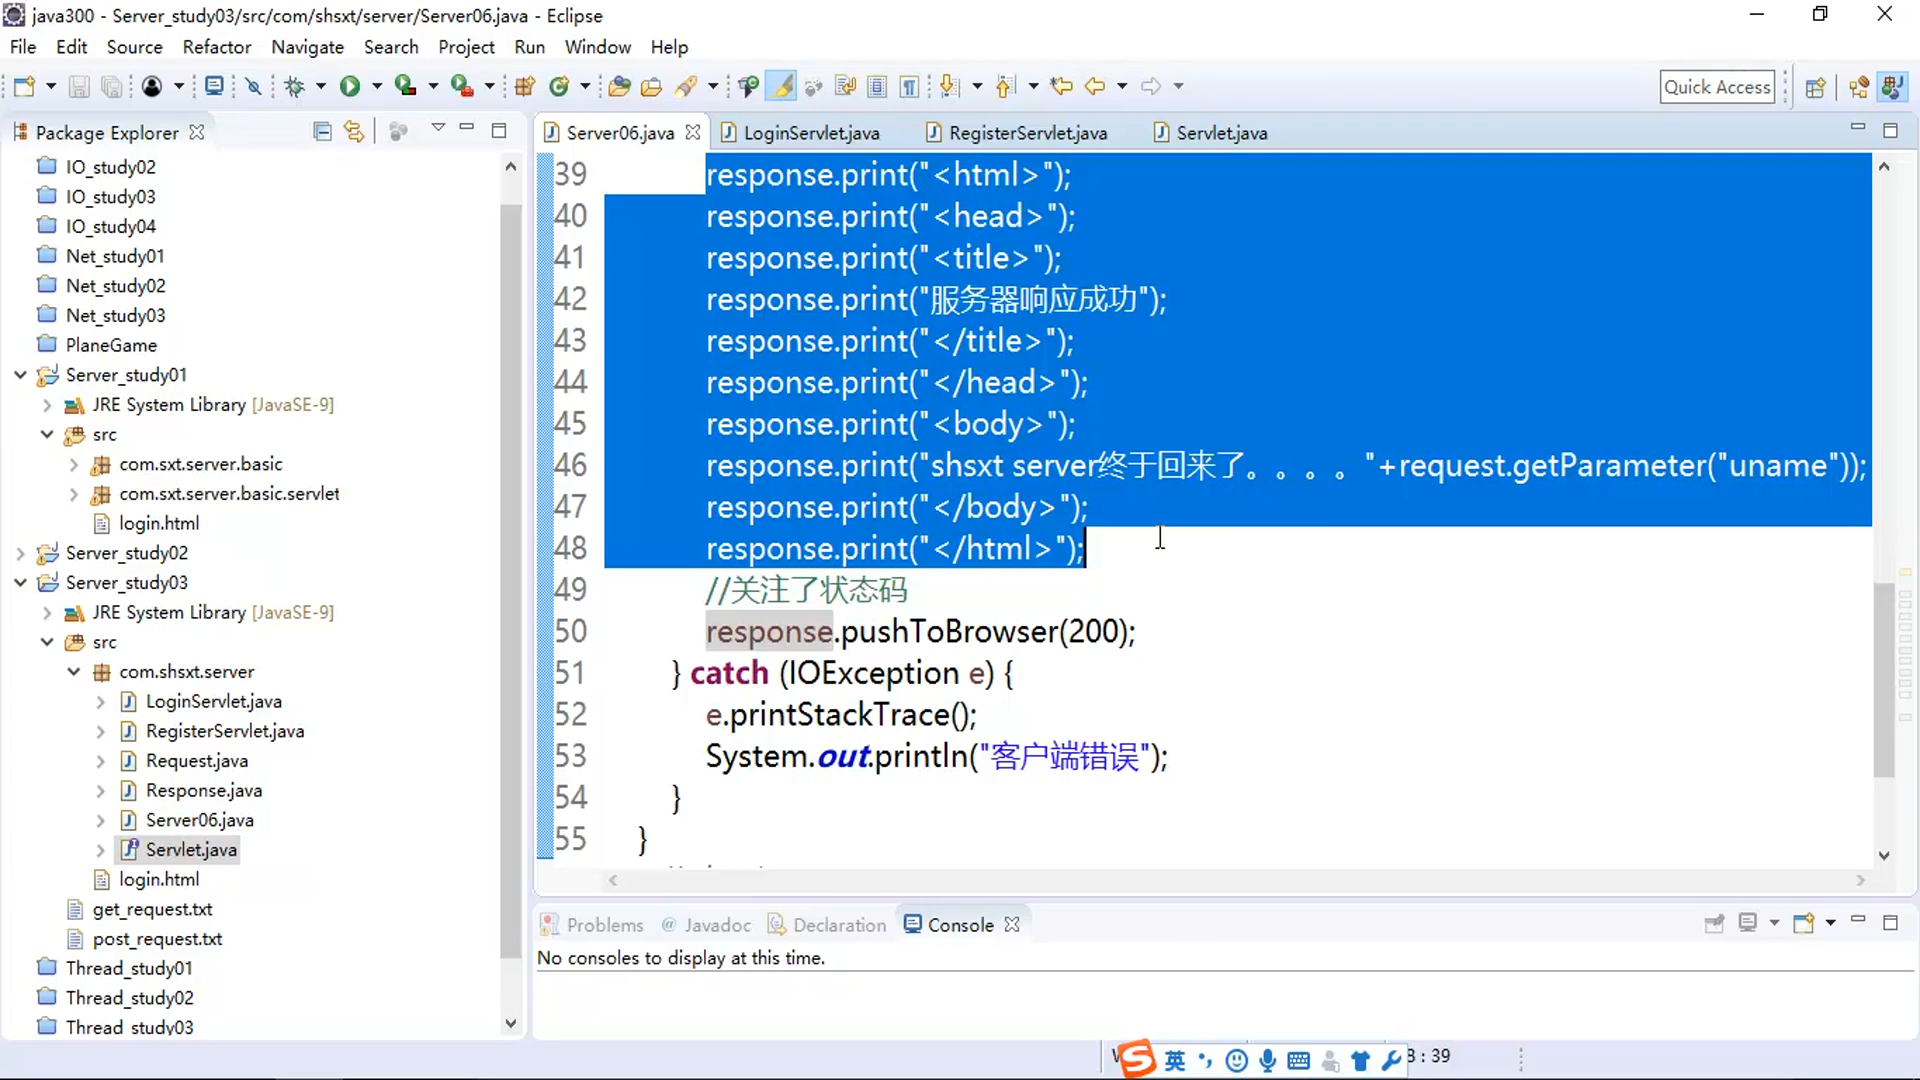 java300 - Server_study03/src/com/shsxt/server/Server06.java - Eclipse
File Edit Source Refactor Navigate Search Project Run Window Help
Quick Access
Package Explorer
IO_study02
IO_study03
IO_study04
Net_study01
Net_study02
Net_study03
PlaneGame
Server_study01
JRE System Library [JavaSE-9]
src
com.sxt.server.basic
com.sxt.server.basic.servlet
login.html
Server_study02
Server_study03
JRE System Library [JavaSE-9]
src
com.shsxt.server
LoginServlet.java
RegisterServlet.java
Request.java
Response.java
Server06.java
Servlet.java
login.html
get_request.txt
post_request.txt
Thread_study01
Thread_study02
Thread study03
Server06.java LoginServlet.java RegisterServlet.java Servlet.java
39 response.print("<html>");
40 response.print("<head>");
41 response.print("<title>");
42 response.print("服务器响应成功");
43 response.print("</title>");
44 response.print("</head>");
45 response.print("<body>");
46 response.print("shsxt server终于回来了。。。。"+request.getParameter("uname"));
47 response.print("</body>");
48 response.print("</html>");
49 //关注了状态码
50 response.pushToBrowser(200);
51 } catch (IOException e) {
52 e.printStackTrace();
53 System.out.println("客户端错误");
54 }
55 }
Problems @ Javadoc Declaration Console
No consoles to display at this time.
英
: 39